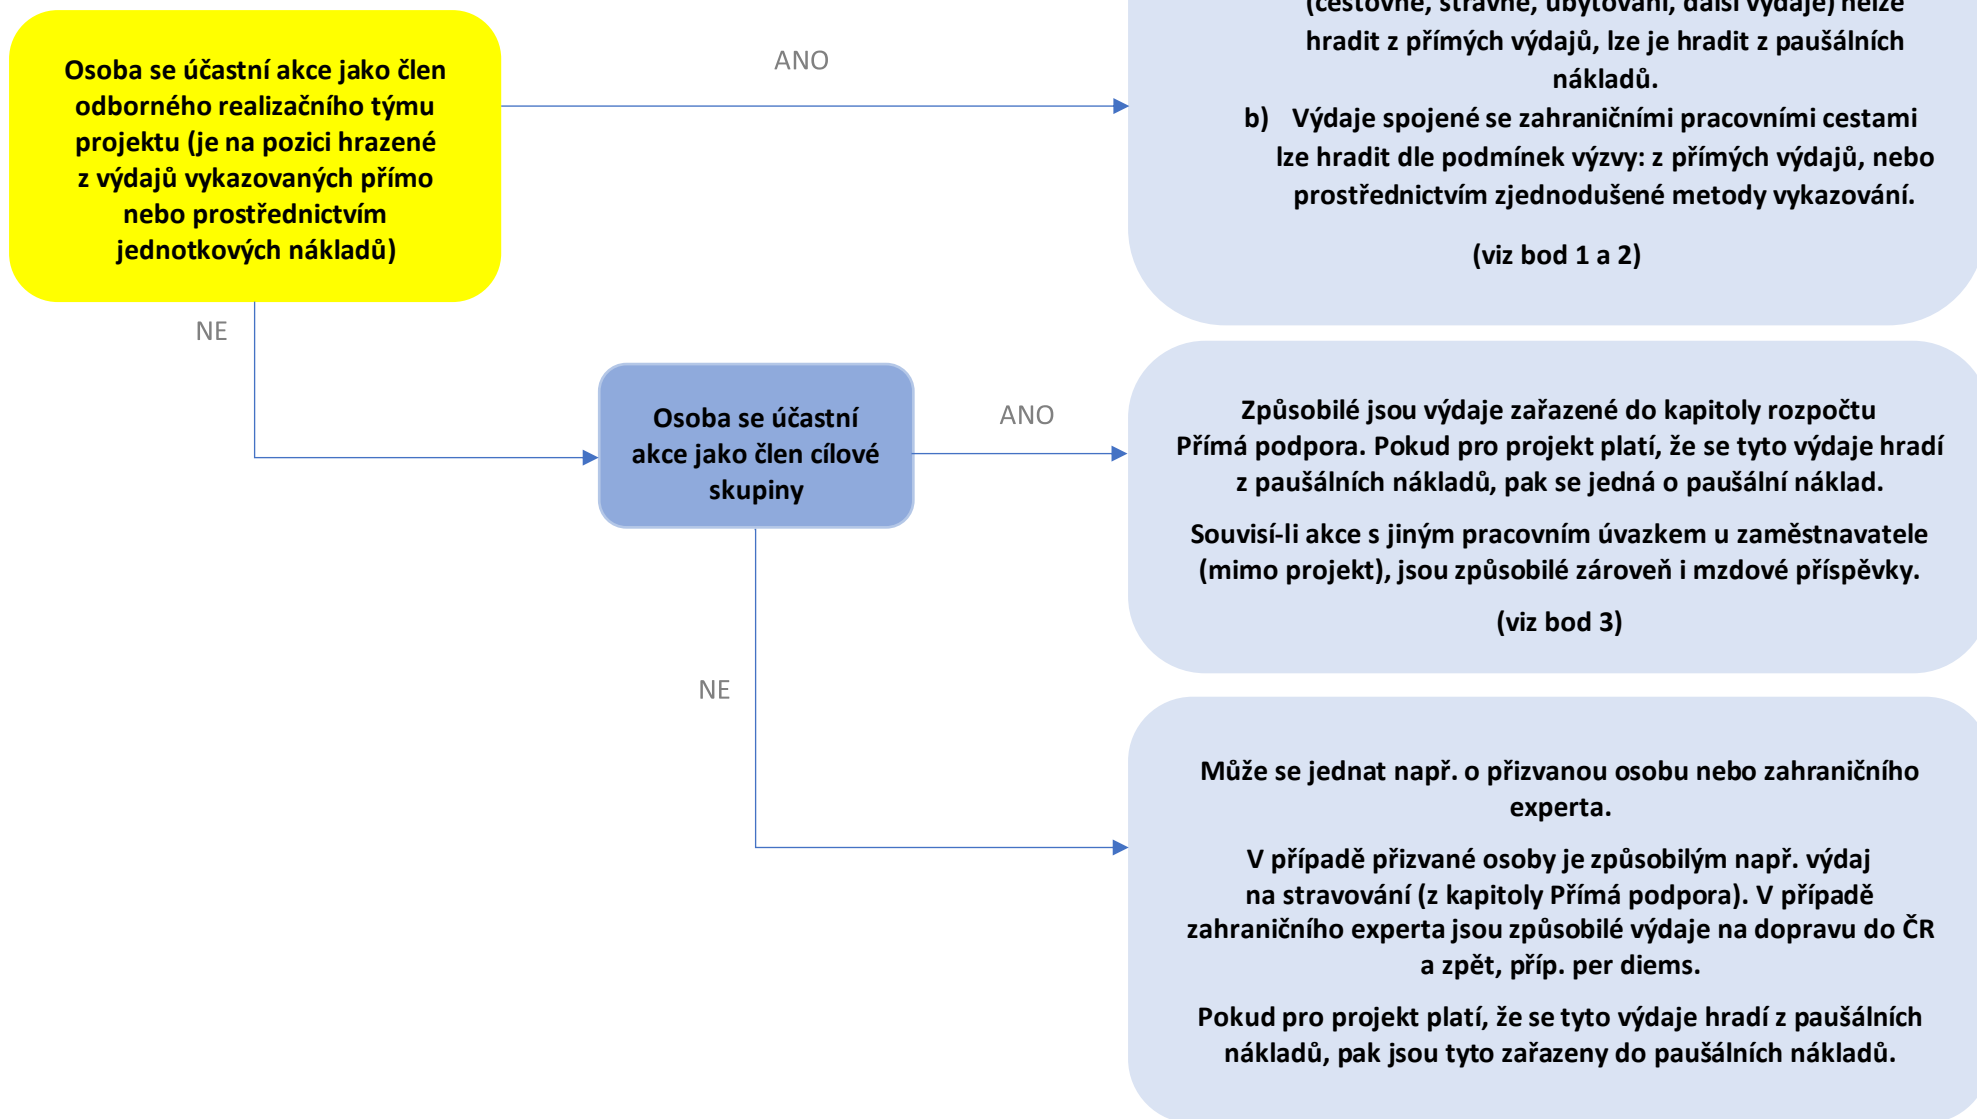 (cestovné, stravné, ubytování, další výdaje) nelze
hradit z přímých výdajů, lze je hradit z paušálních
nákladů.
b) Výdaje spojené se zahraničními pracovními cestami
lze hradit dle podmínek výzvy: z přímých výdajů, nebo
prostřednictvím zjednodušené metody vykazování.
(viz bod 1 a 2)
ANO
Osoba se účastní akce jako člen
odborného realizačního týmu
projektu (je na pozici hrazené
z výdajů vykazovaných přímo
nebo prostřednictvím
jednotkových nákladů)
NE
Osoba se účastní
akce jako člen cílové
skupiny
ANO
Způsobilé jsou výdaje zařazené do kapitoly rozpočtu
Přímá podpora. Pokud pro projekt platí, že se tyto výdaje hradí
z paušálních nákladů, pak se jedná o paušální náklad.
Souvisí-li akce s jiným pracovním úvazkem u zaměstnavatele
(mimo projekt), jsou způsobilé zároveň i mzdové příspěvky.
(viz bod 3)
NE
Může se jednat např. o přizvanou osobu nebo zahraničního
experta.
V případě přizvané osoby je způsobilým např. výdaj
na stravování (z kapitoly Přímá podpora). V případě
zahraničního experta jsou způsobilé výdaje na dopravu do ČR
a zpět, příp. per diems.
Pokud pro projekt platí, že se tyto výdaje hradí z paušálních
nákladů, pak jsou tyto zařazeny do paušálních nákladů.